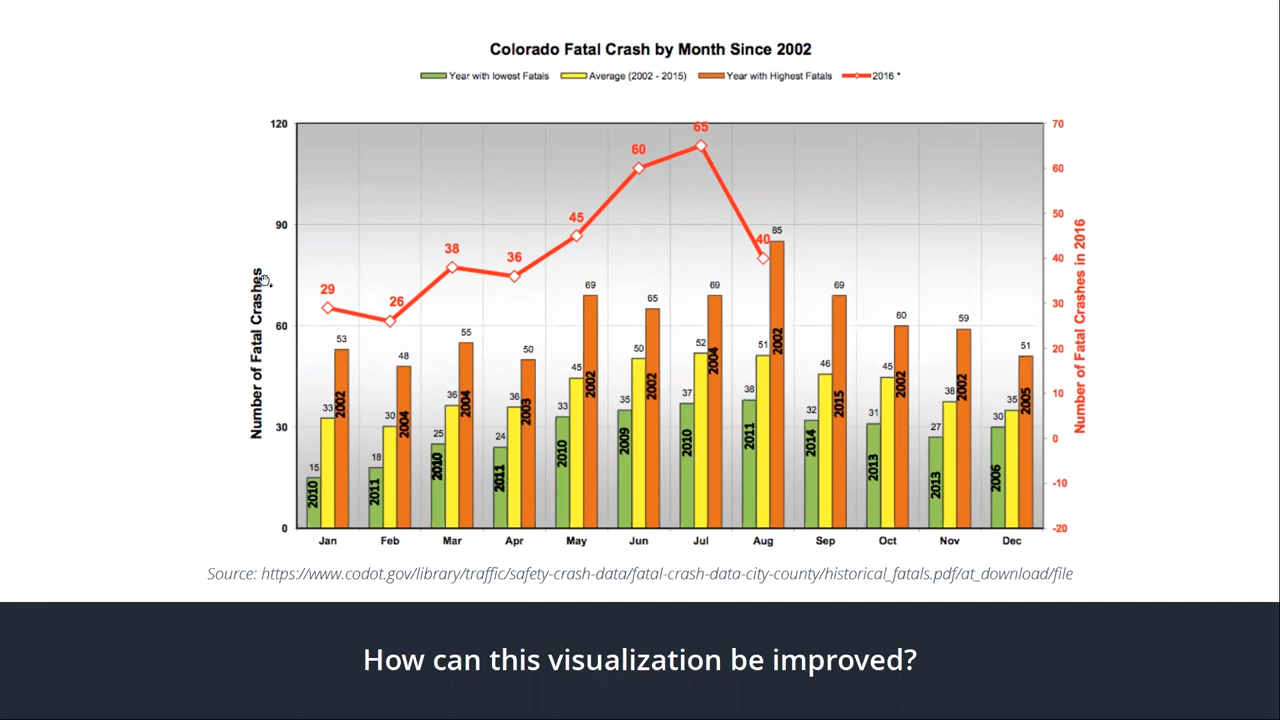 Colorado Fatal Crash by Month Since 2002
Year with lowest Fatals Average (2002 - 2015) Year with Highest Fatals 2016 *
Number of Fatal Crashes
120
90
60
30
0
70
60
50
40
30
20
10
0
-10
-20
Number of Fatal Crashes in 2016
29
26
38
36
45
60
65
40
15 33 53
18 30 48
25 36 55
24 36 50
33 45 69
35 50 65
37 52 69
38 51 85
32 46 69
31 45 60
27 38 59
30 35 51
2010 2002
2011 2004
2010 2004
2011 2003
2010 2002
2009 2002
2010 2004
2011 2002
2014 2015
2013 2002
2013 2002
2006 2005
Jan Feb Mar Apr May Jun Jul Aug Sep Oct Nov Dec
Source: https://www.codot.gov/library/traffic/safety-crash-data/fatal-crash-data-city-county/historical_fatals.pdf/at_download/file
How can this visualization be improved?